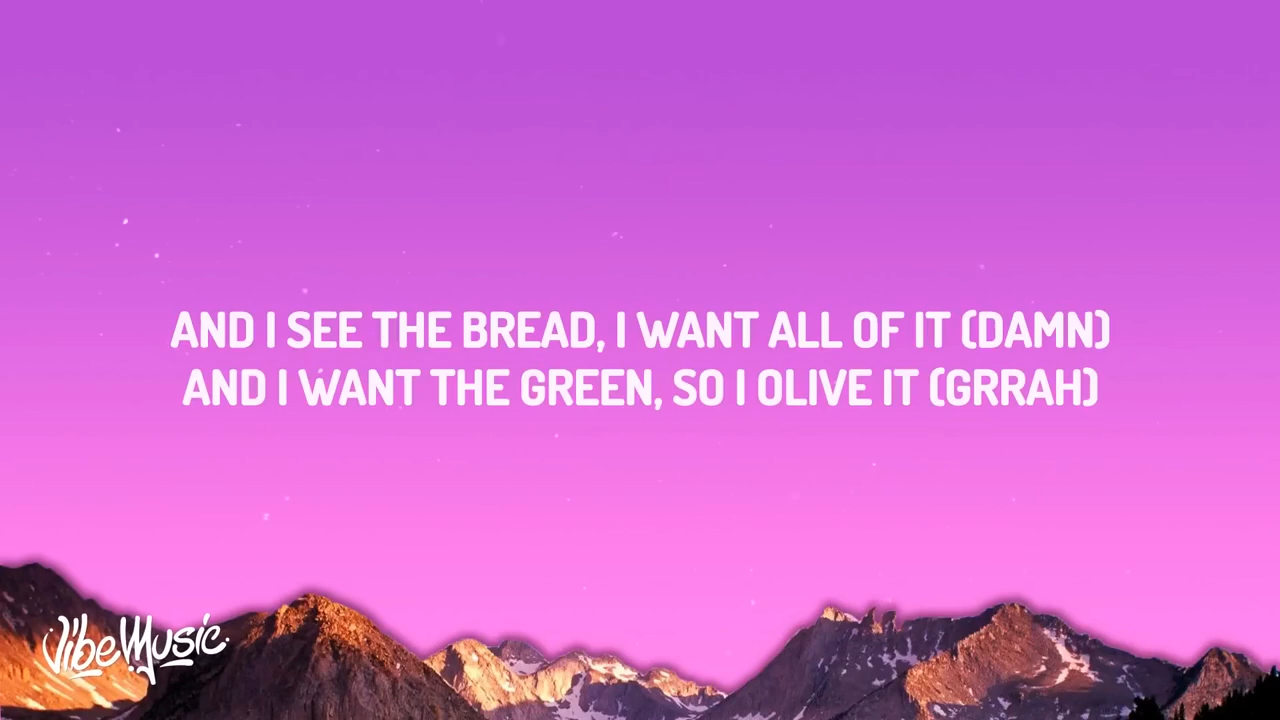 AND I SEE THE BREAD, I WANT ALL OF IT (DAMN)
AND I WANT THE GREEN, SO I OLIVE IT (GRRAH)
VibeMusic